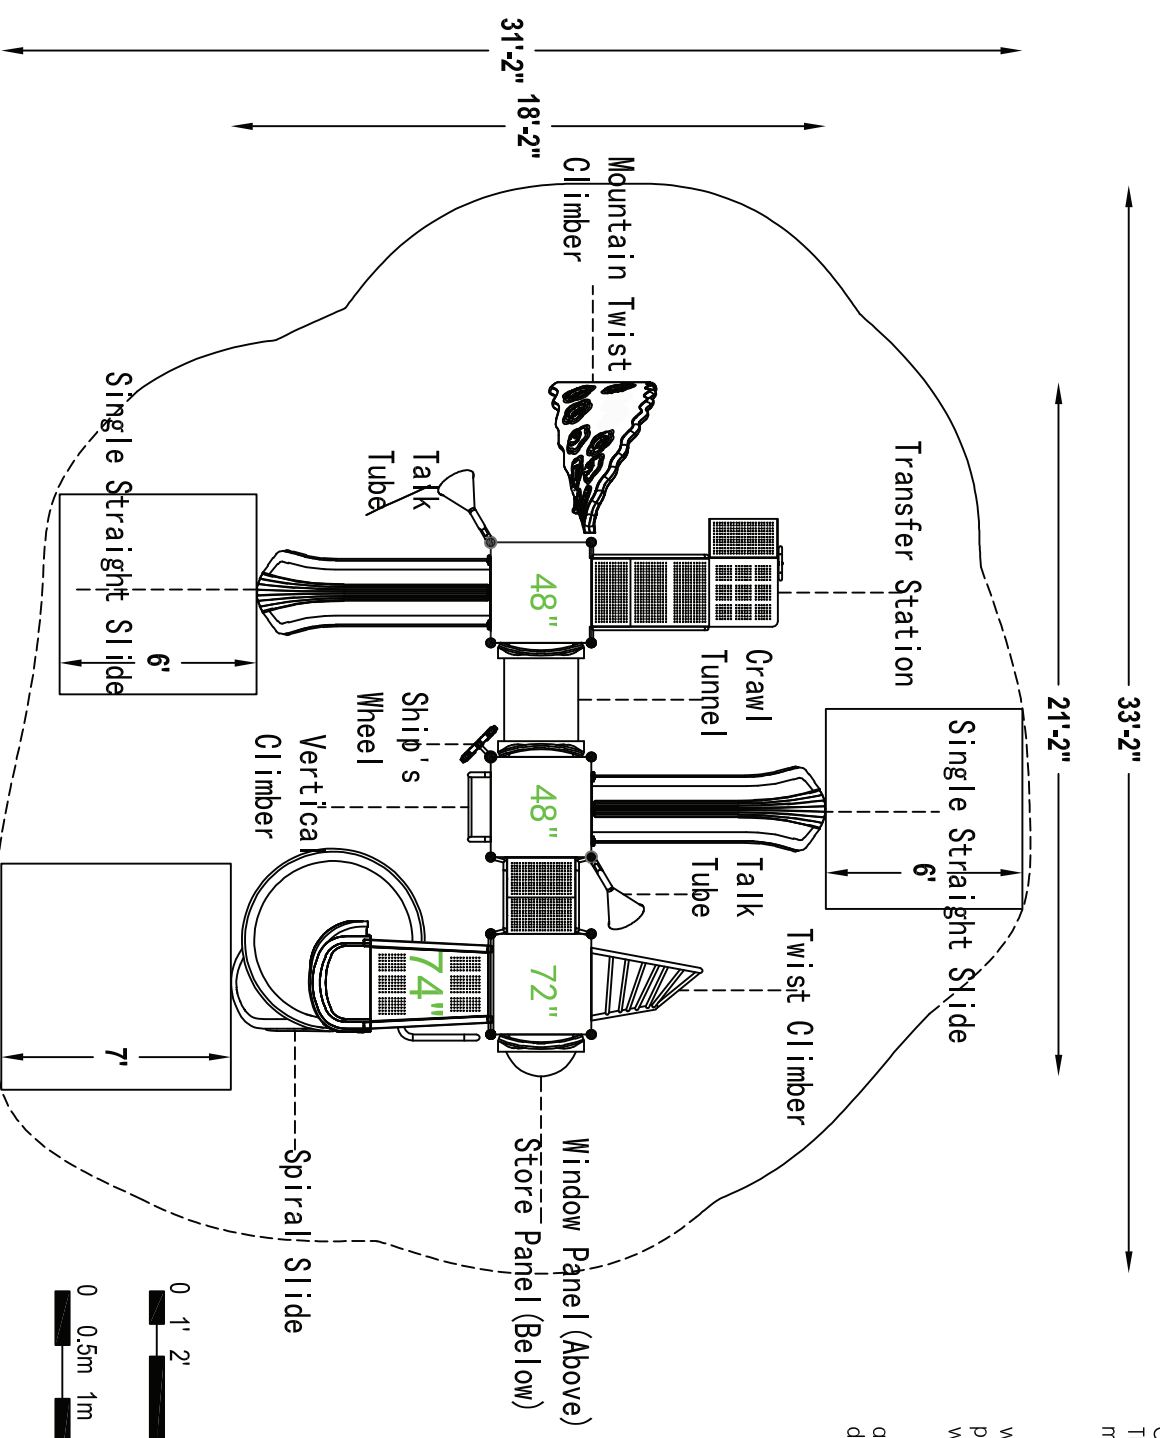 33'-2"
21'-2"
31'-2"
18'-2"
Transfer Station
Single Straight Slide
6'
Mountain Twist
Climber
Crawl
Tunnel
Talk
Tube
Twist Climber
Talk
Tube
48"
48"
72"
74"
Window Panel(Above)
Store Panel(Below)
Ship's
Wheel
Vertical
Climber
Single Straight Slide
6'
7'
Spiral Slide
0 1' 2'
0 0.5m 1m